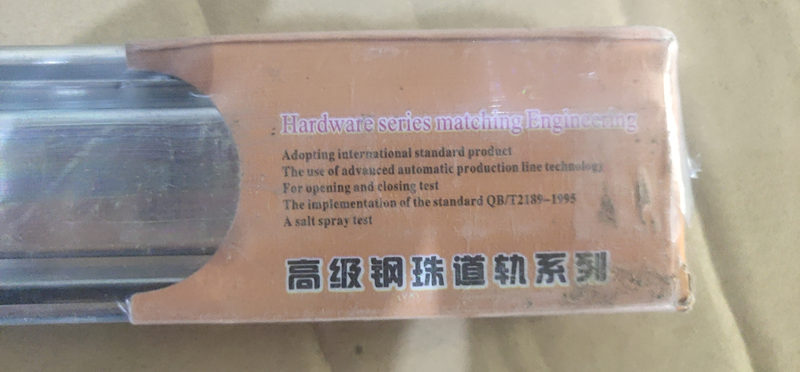 Hardware series matching Engineering
Adopting international standard product
The use of advanced automatic production line technology
For opening and closing test
The implementation of the standard QB/T2189-1995
A salt spray test
高级钢珠道轨系列